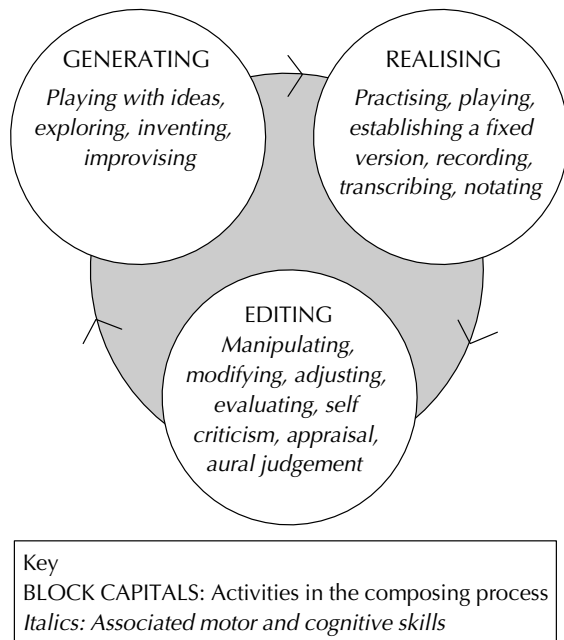 GENERATING
Playing with ideas,
exploring, inventing,
improvising
REALISING
Practising, playing,
establishing a fixed
version, recording,
transcribing, notating
EDITING
Manipulating,
modifying, adjusting,
evaluating, self
criticism, appraisal,
aural judgement
Key
BLOCK CAPITALS: Activities in the composing process
Italics: Associated motor and cognitive skills